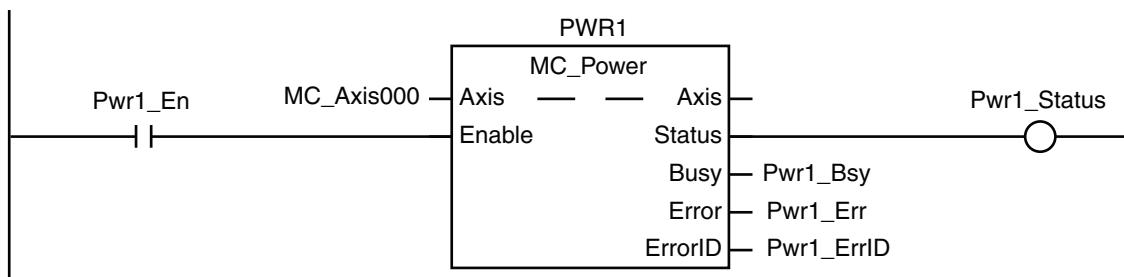 PWR1
MC_Power
MC_Axis000 Axis Axis
Pwr1_En Pwr1_Status
Enable Status
Busy Pwr1_Bsy
Error Pwr1_Err
ErrorID Pwr1_ErrID